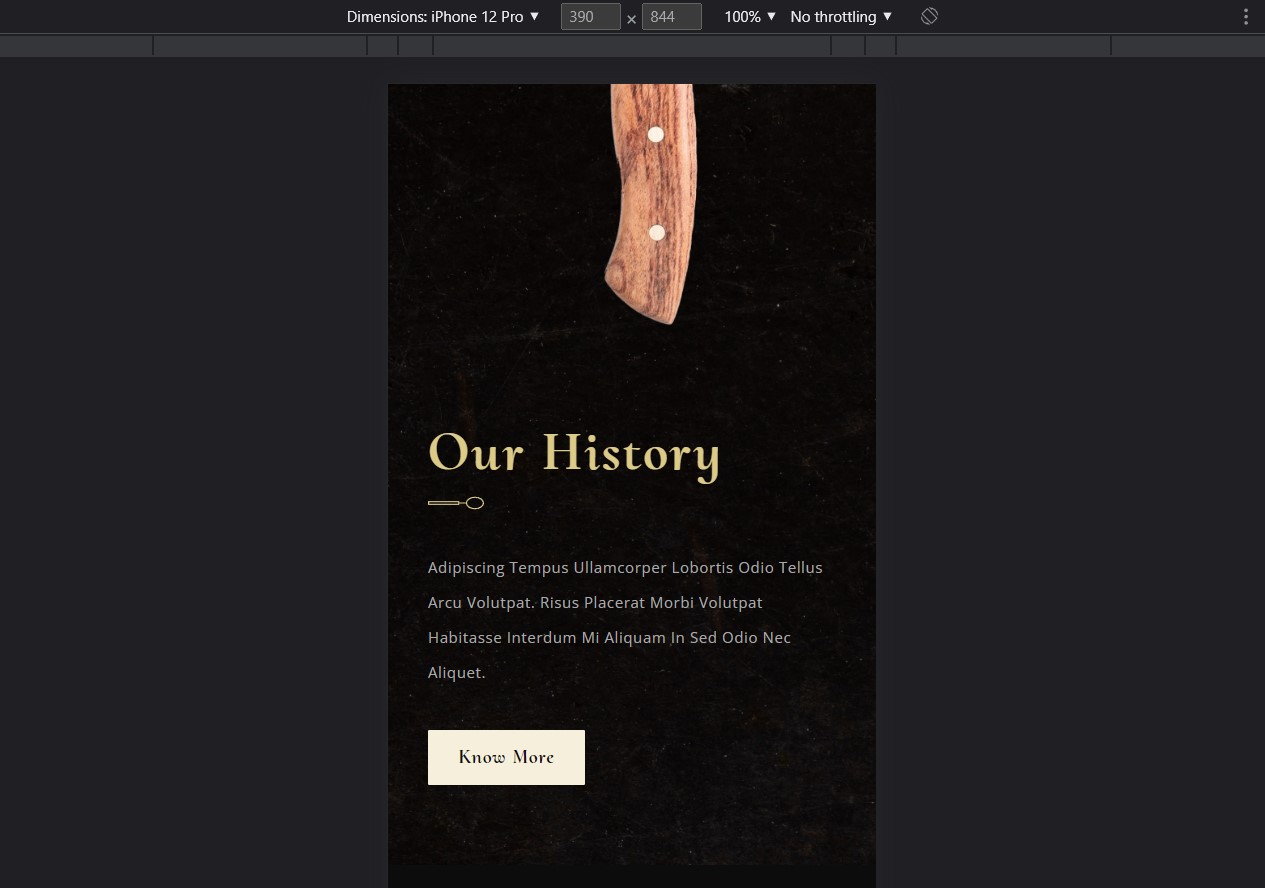 Dimensions: iPhone 12 Pro ▼ 390 × 844 100% ▼ No throttling ▼
Our History
Adipiscing Tempus Ullamcorper Lobortis Odio Tellus
Arcu Volutpat. Risus Placerat Morbi Volutpat
Habitasse Interdum Mi Aliquam In Sed Odio Nec
Aliquet.
Know More